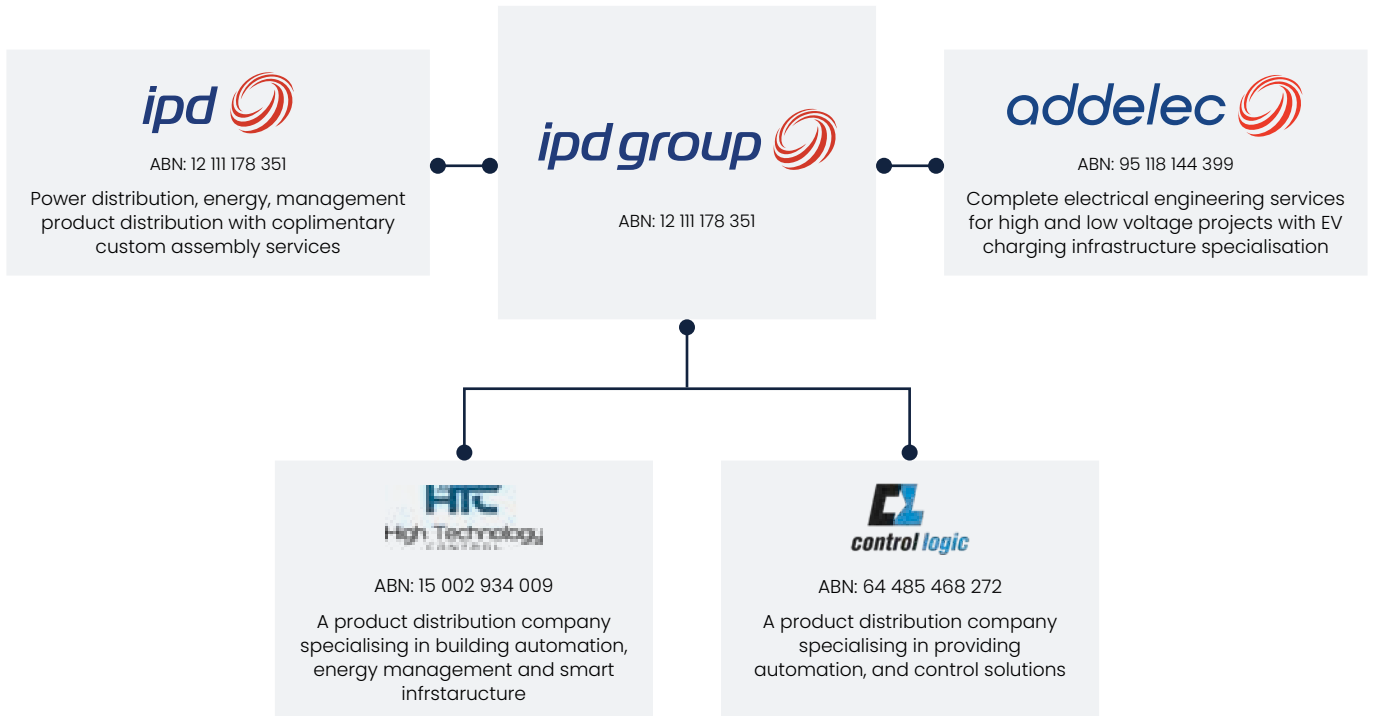 ipd
ABN: 12 111 178 351
Power distribution, energy, management
product distribution with coplimentary
custom assembly services
ipd group
ABN: 12 111 178 351
addelec
ABN: 95 118 144 399
Complete electrical engineering services
for high and low voltage projects with EV
charging infrastructure specialisation
HTC
High Technology
CONTROL
ABN: 15 002 934 009
A product distribution company
specialising in building automation,
energy management and smart
infrstaructure
CL
control logic
ABN: 64 485 468 272
A product distribution company
specialising in providing
automation, and control solutions